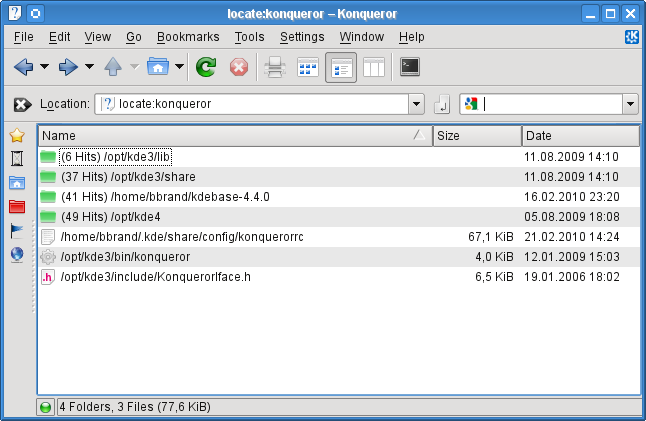 locate:konqueror – Konqueror
File Edit View Go Bookmarks Tools Settings Window Help
Location: locate:konqueror
Name Size Date
(6 Hits) /opt/kde3/lib 11.08.2009 14:10
(37 Hits) /opt/kde3/share 11.08.2009 14:10
(41 Hits) /home/bbrand/kdebase-4.4.0 16.02.2010 23:20
(49 Hits) /opt/kde4 05.08.2009 18:08
/home/bbrand/.kde/share/config/konquerorrc 67,1 KiB 21.02.2010 14:24
/opt/kde3/bin/konqueror 4,0 KiB 12.01.2009 15:03
.h /opt/kde3/include/KonquerorIface.h 6,5 KiB 19.01.2006 18:02
4 Folders, 3 Files (77,6 KiB)